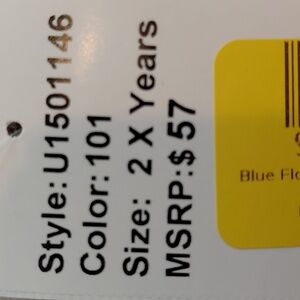 Style: U1501146
Color: 101
Size: 2 X Years
MSRP:$ 57
Blue Flo